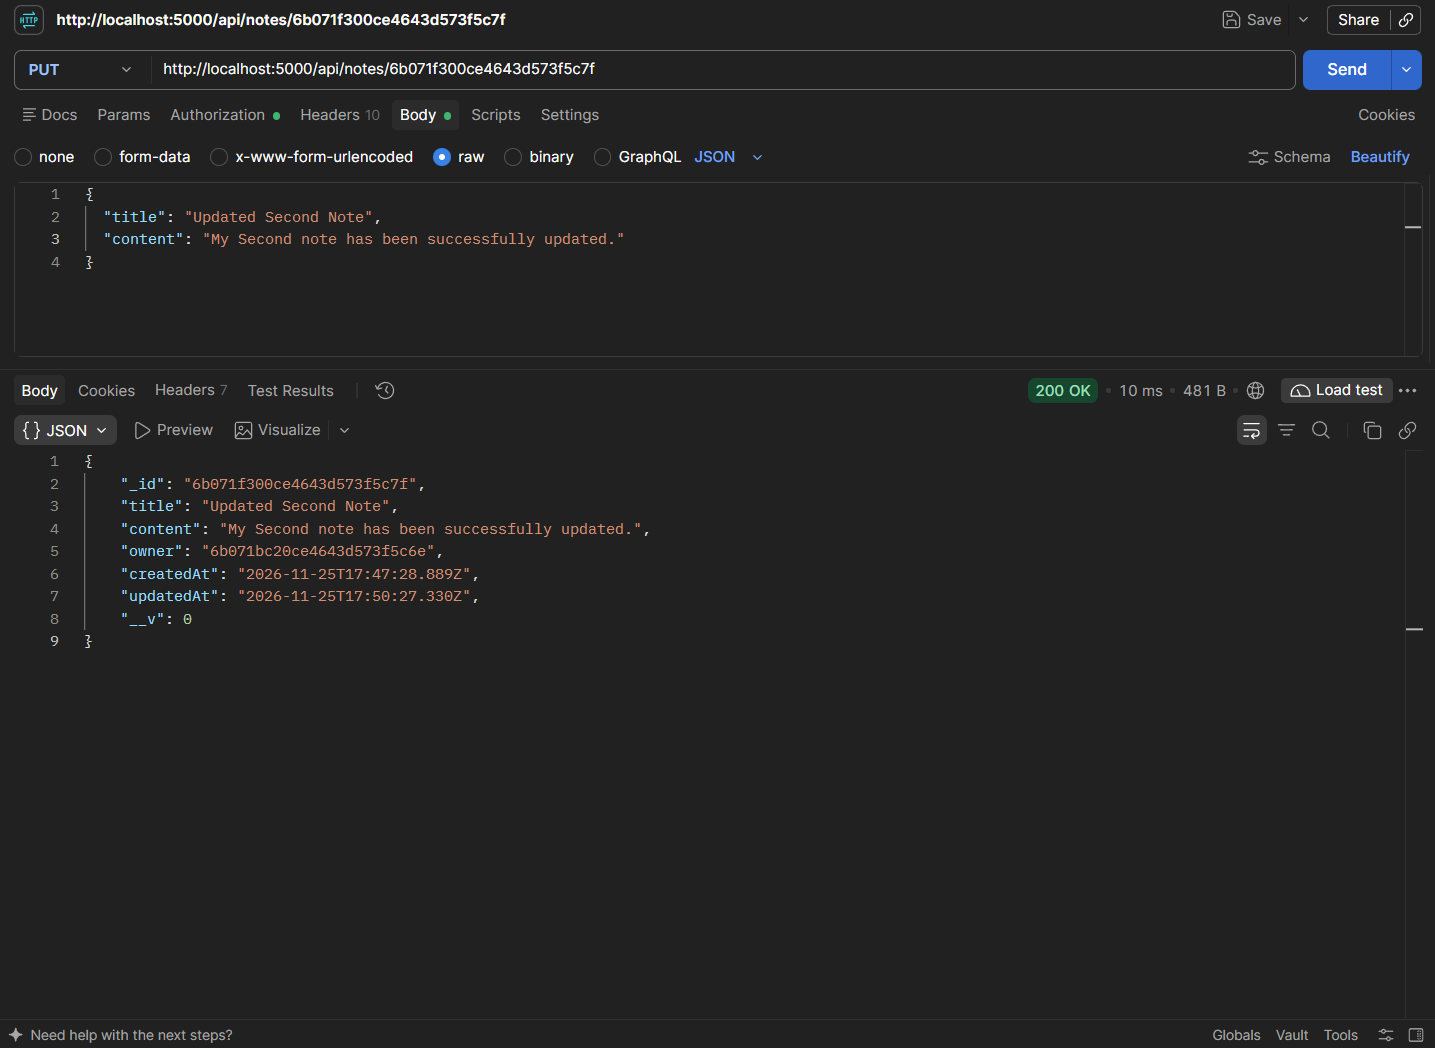 HTTP http://localhost:5000/api/notes/6b071f300ce4643d573f5c7f Save Share
PUT http://localhost:5000/api/notes/6b071f300ce4643d573f5c7f Send
Docs Params Authorization Headers 10 Body Scripts Settings Cookies
none form-data x-www-form-urlencoded raw binary GraphQL JSON Schema Beautify
1 {
2 "title": "Updated Second Note",
3 "content": "My Second note has been successfully updated."
4 }
Body Cookies Headers 7 Test Results 200 OK • 10 ms • 481 B • Load test
{} JSON Preview Visualize
1 {
2 "_id": "6b071f300ce4643d573f5c7f",
3 "title": "Updated Second Note",
4 "content": "My Second note has been successfully updated.",
5 "owner": "6b071bc20ce4643d573f5c6e",
6 "createdAt": "2026-11-25T17:47:28.889Z",
7 "updatedAt": "2026-11-25T17:50:27.330Z",
8 "__v": 0
9 }
Need help with the next steps? Globals Vault Tools